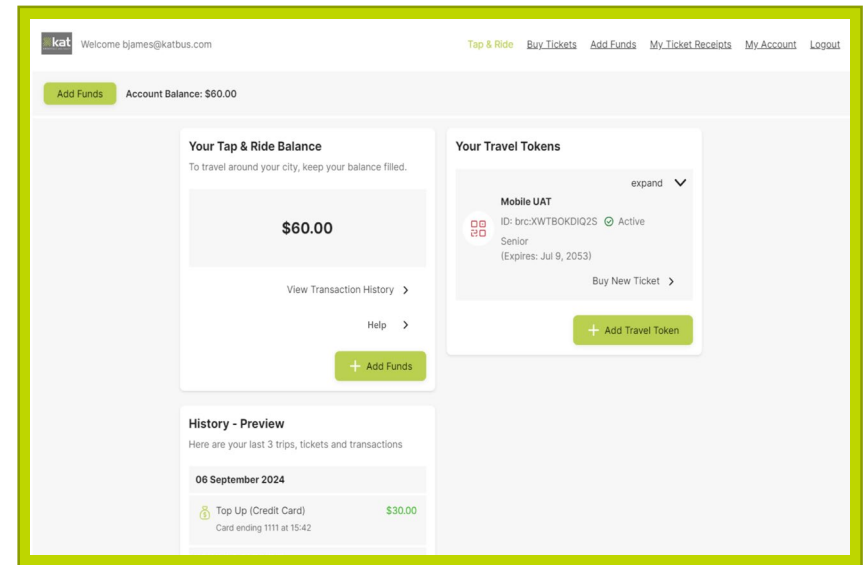 kat
Welcome bjames@katbus.com
Tap & Ride Buy Tickets Add Funds My Ticket Receipts My Account Logout
Add Funds Account Balance: $60.00
Your Tap & Ride Balance
To travel around your city, keep your balance filled.
$60.00
View Transaction History
Help
+ Add Funds
Your Travel Tokens
expand
Mobile UAT
ID: brc:XWTBOKDIQ2S Active
Senior
(Expires: Jul 9, 2053)
Buy New Ticket
+ Add Travel Token
History - Preview
Here are your last 3 trips, tickets and transactions
06 September 2024
Top Up (Credit Card) $30.00
Card ending 1111 at 15:42